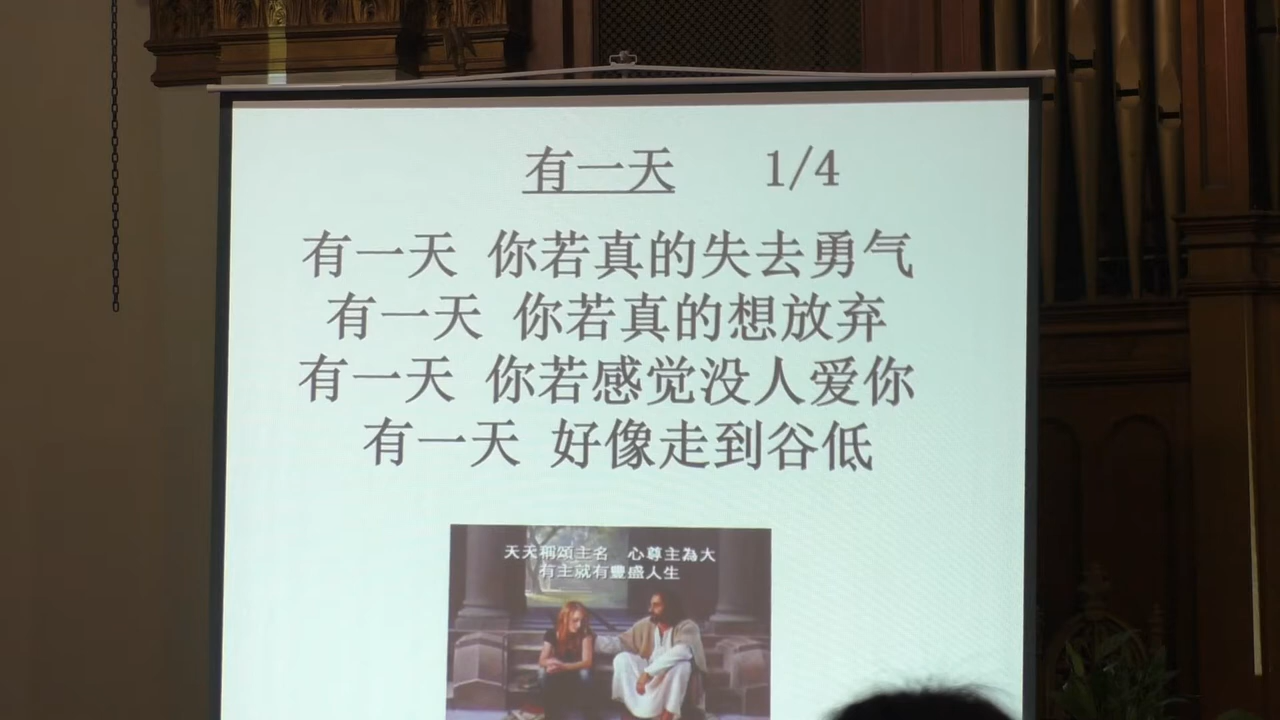 有一天 1/4
有一天 你若真的失去勇气
有一天 你若真的想放弃
有一天 你若感觉没人爱你
有一天 好像走到谷低
天天稱頌主名 心尊主為大
有主就有豐盛人生